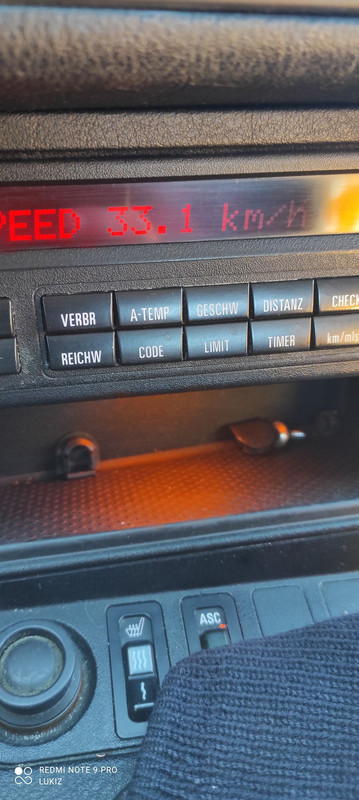 PEED 33.1 km/h
VERBR A-TEMP GESCHW DISTANZ CHECK
REICHW CODE LIMIT TIMER km/mls
ASC
REDMI NOTE 9 PRO
LUKIZ